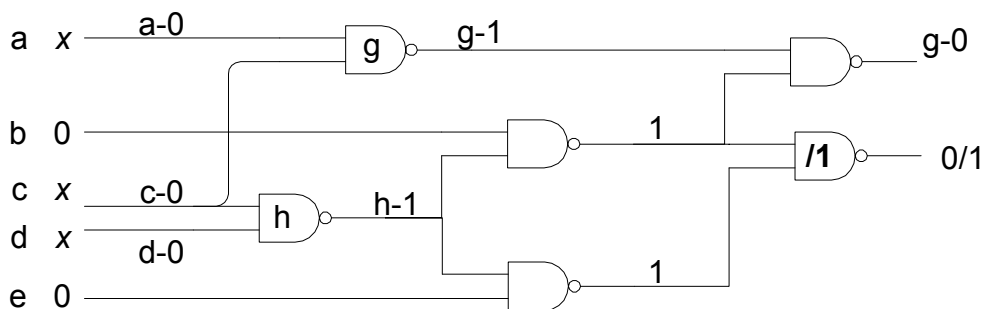 a x a-0 g g-1 g-0
b 0 1 /1 0/1
c x c-0 h h-1
d x d-0
e 0 1